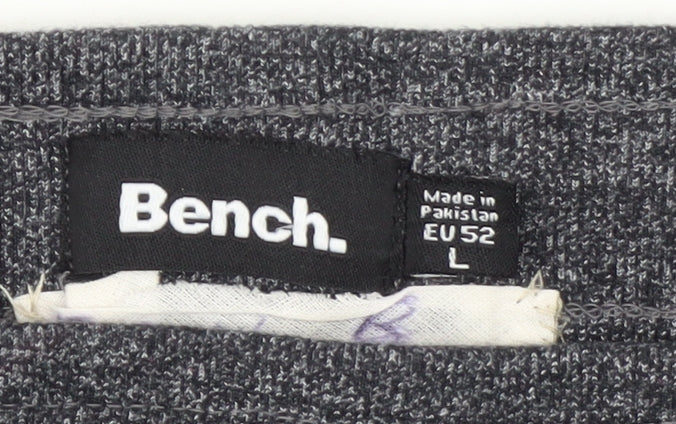 Bench.
Made in
Pakistan
EU 52
L